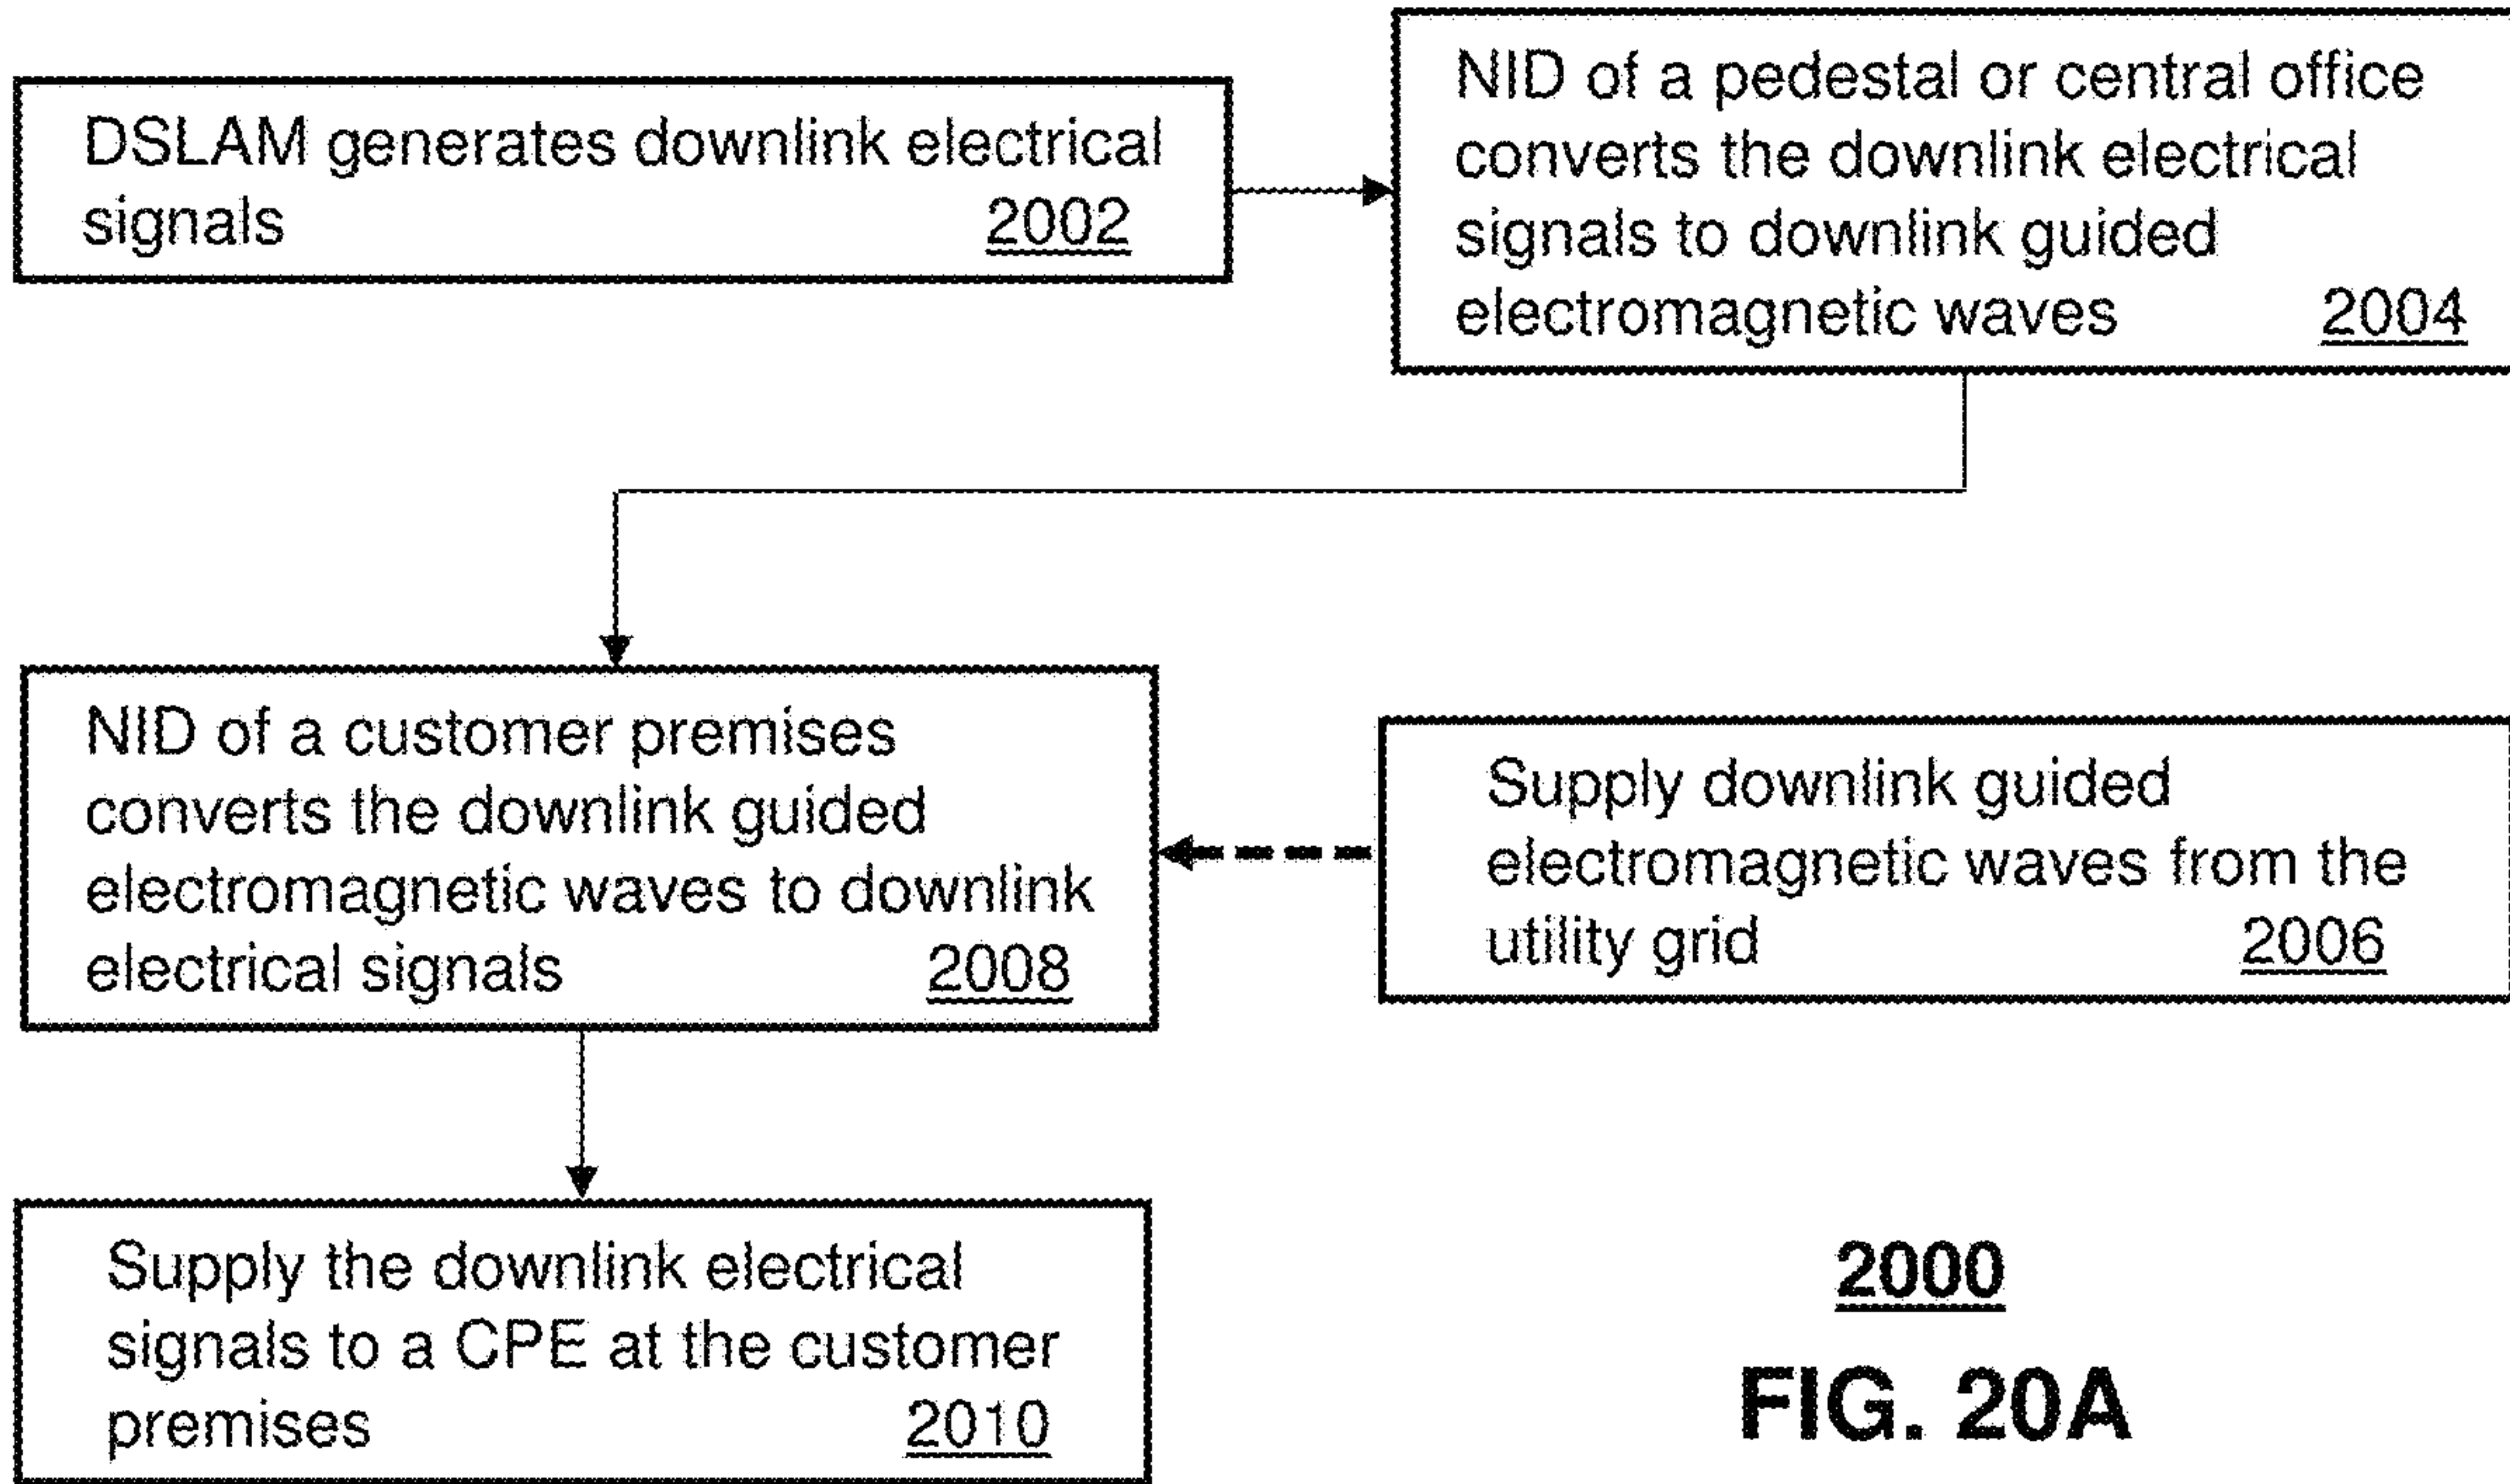 DSLAM generates downlink electrical
signals 2002
NID of a pedestal or central office
converts the downlink electrical
signals to downlink guided
electromagnetic waves 2004
NID of a customer premises
converts the downlink guided
electromagnetic waves to downlink
electrical signals 2008
Supply downlink guided
electromagnetic waves from the
utility grid 2006
Supply the downlink electrical
signals to a CPE at the customer
premises 2010
2000
FIG. 20A